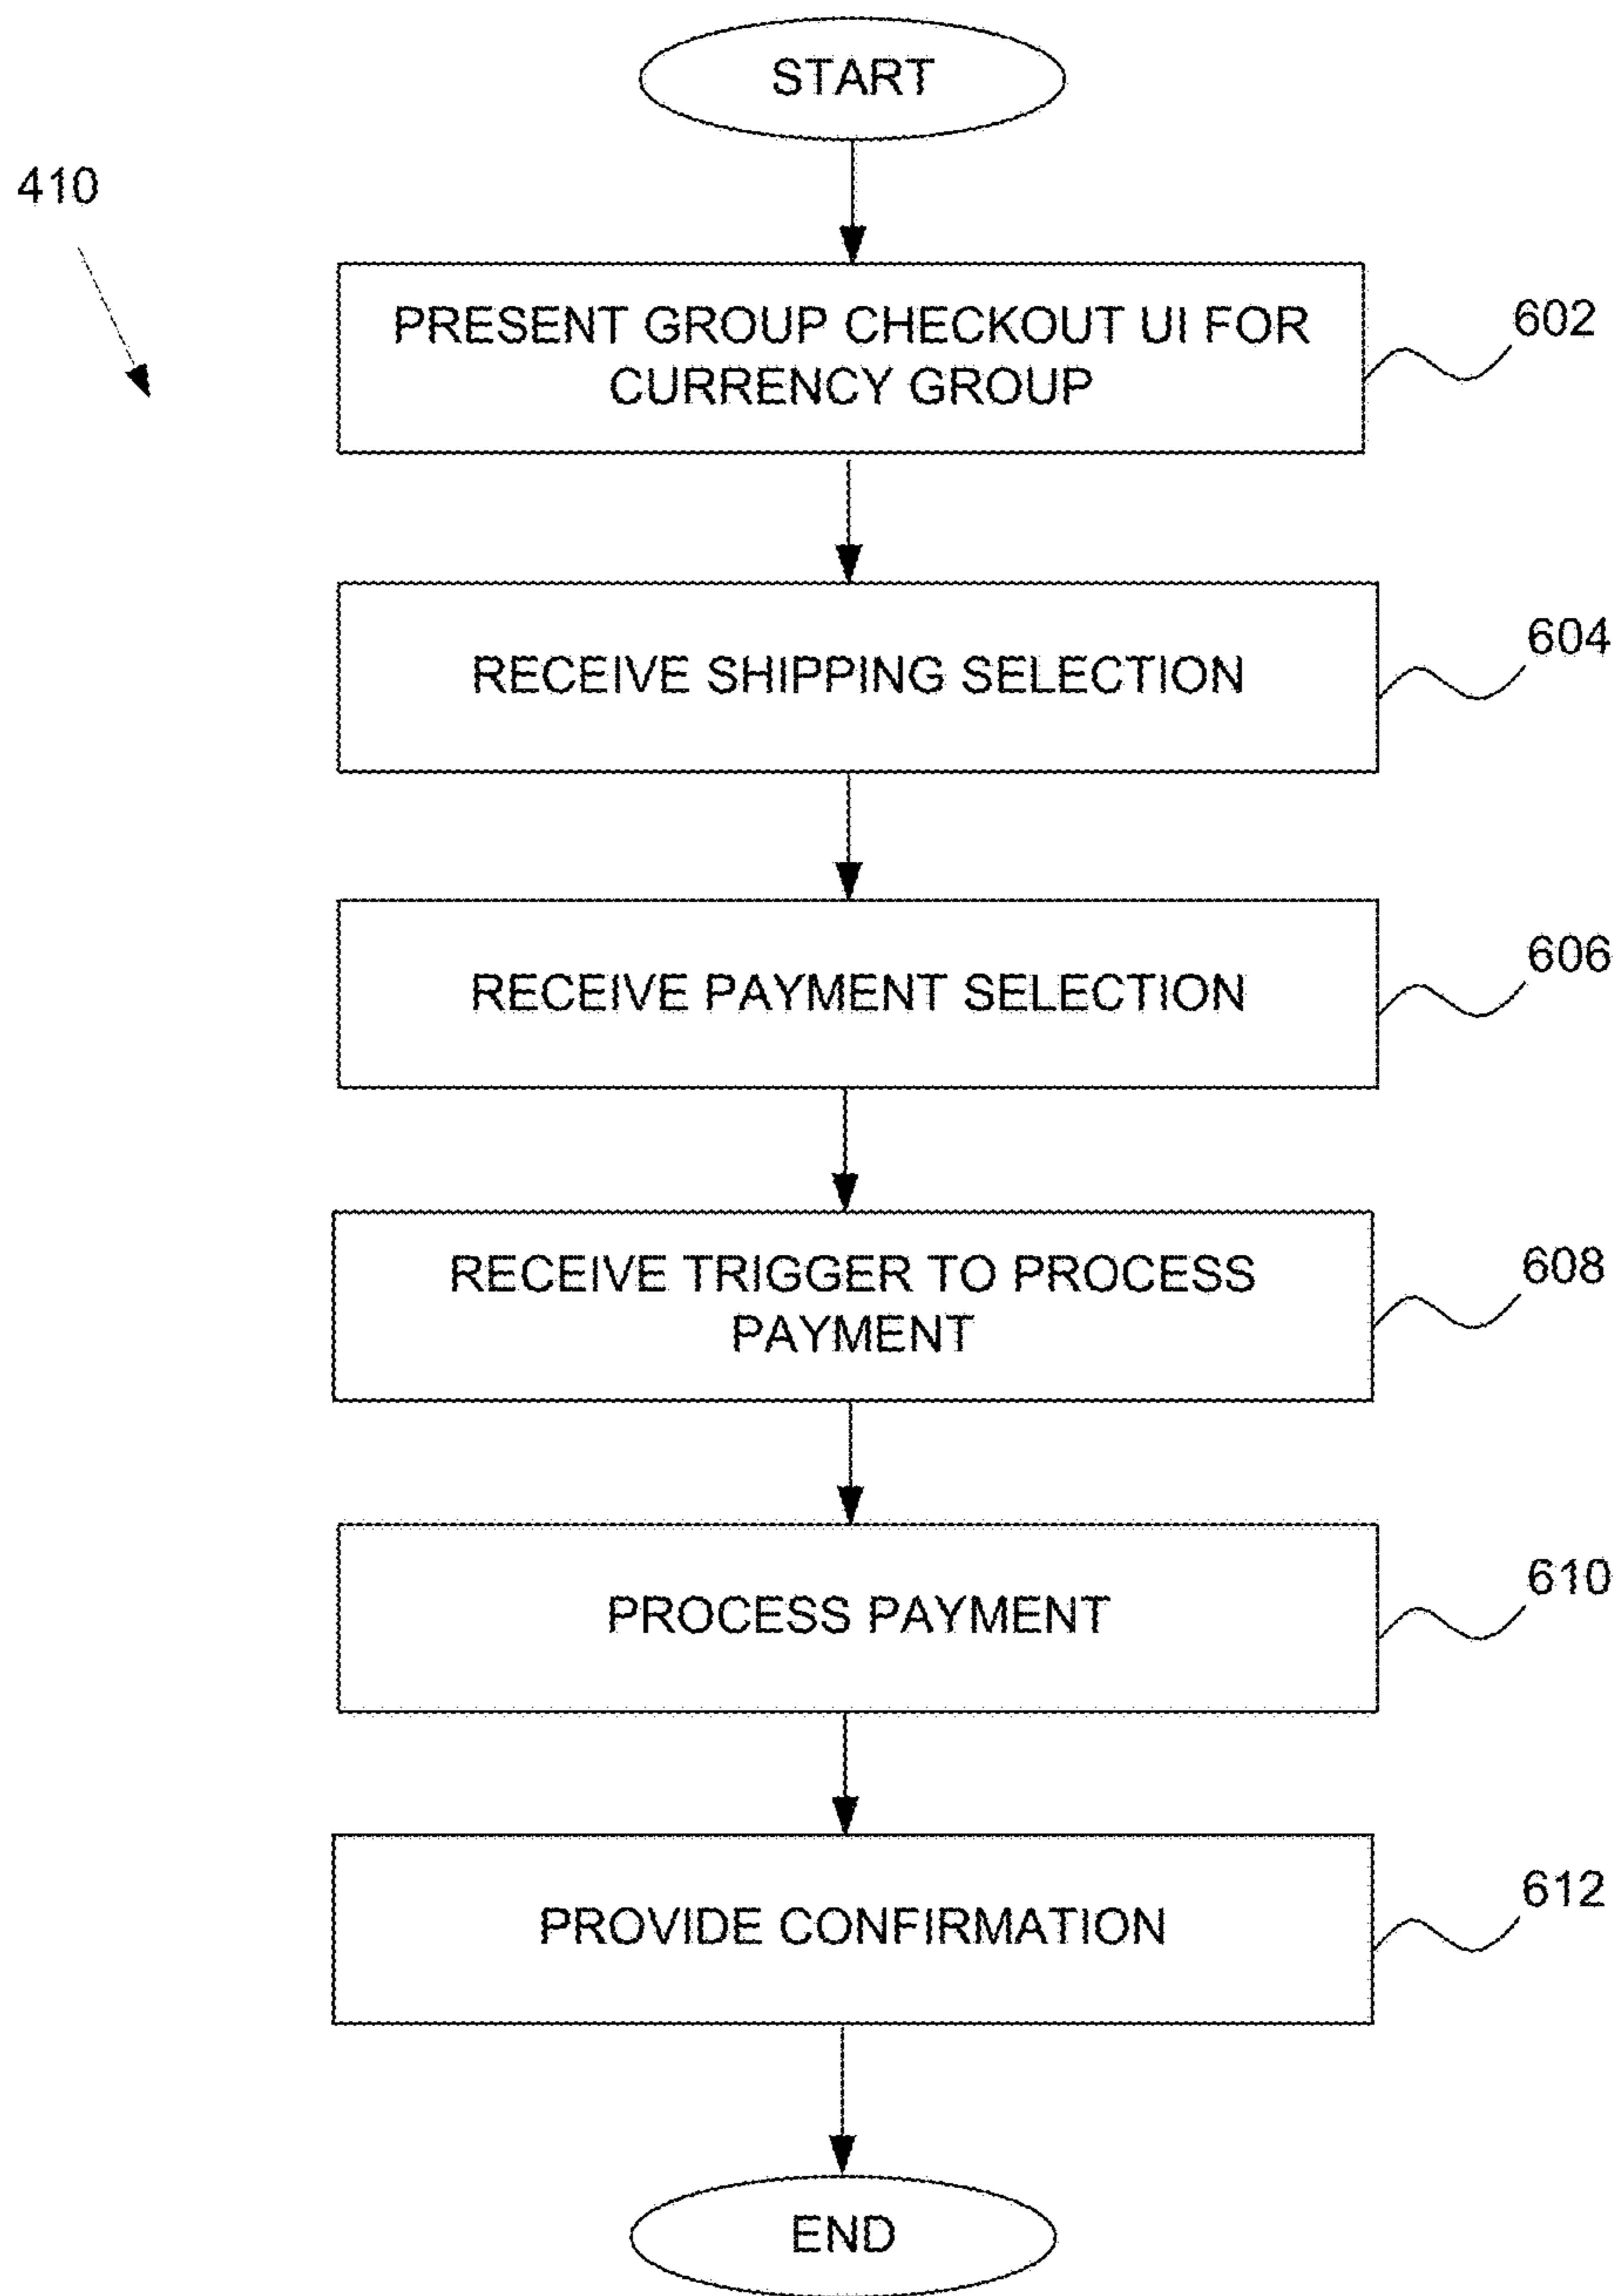 START
410
PRESENT GROUP CHECKOUT UI FOR
CURRENCY GROUP
602
RECEIVE SHIPPING SELECTION
604
RECEIVE PAYMENT SELECTION
606
RECEIVE TRIGGER TO PROCESS
PAYMENT
608
PROCESS PAYMENT
610
PROVIDE CONFIRMATION
612
END